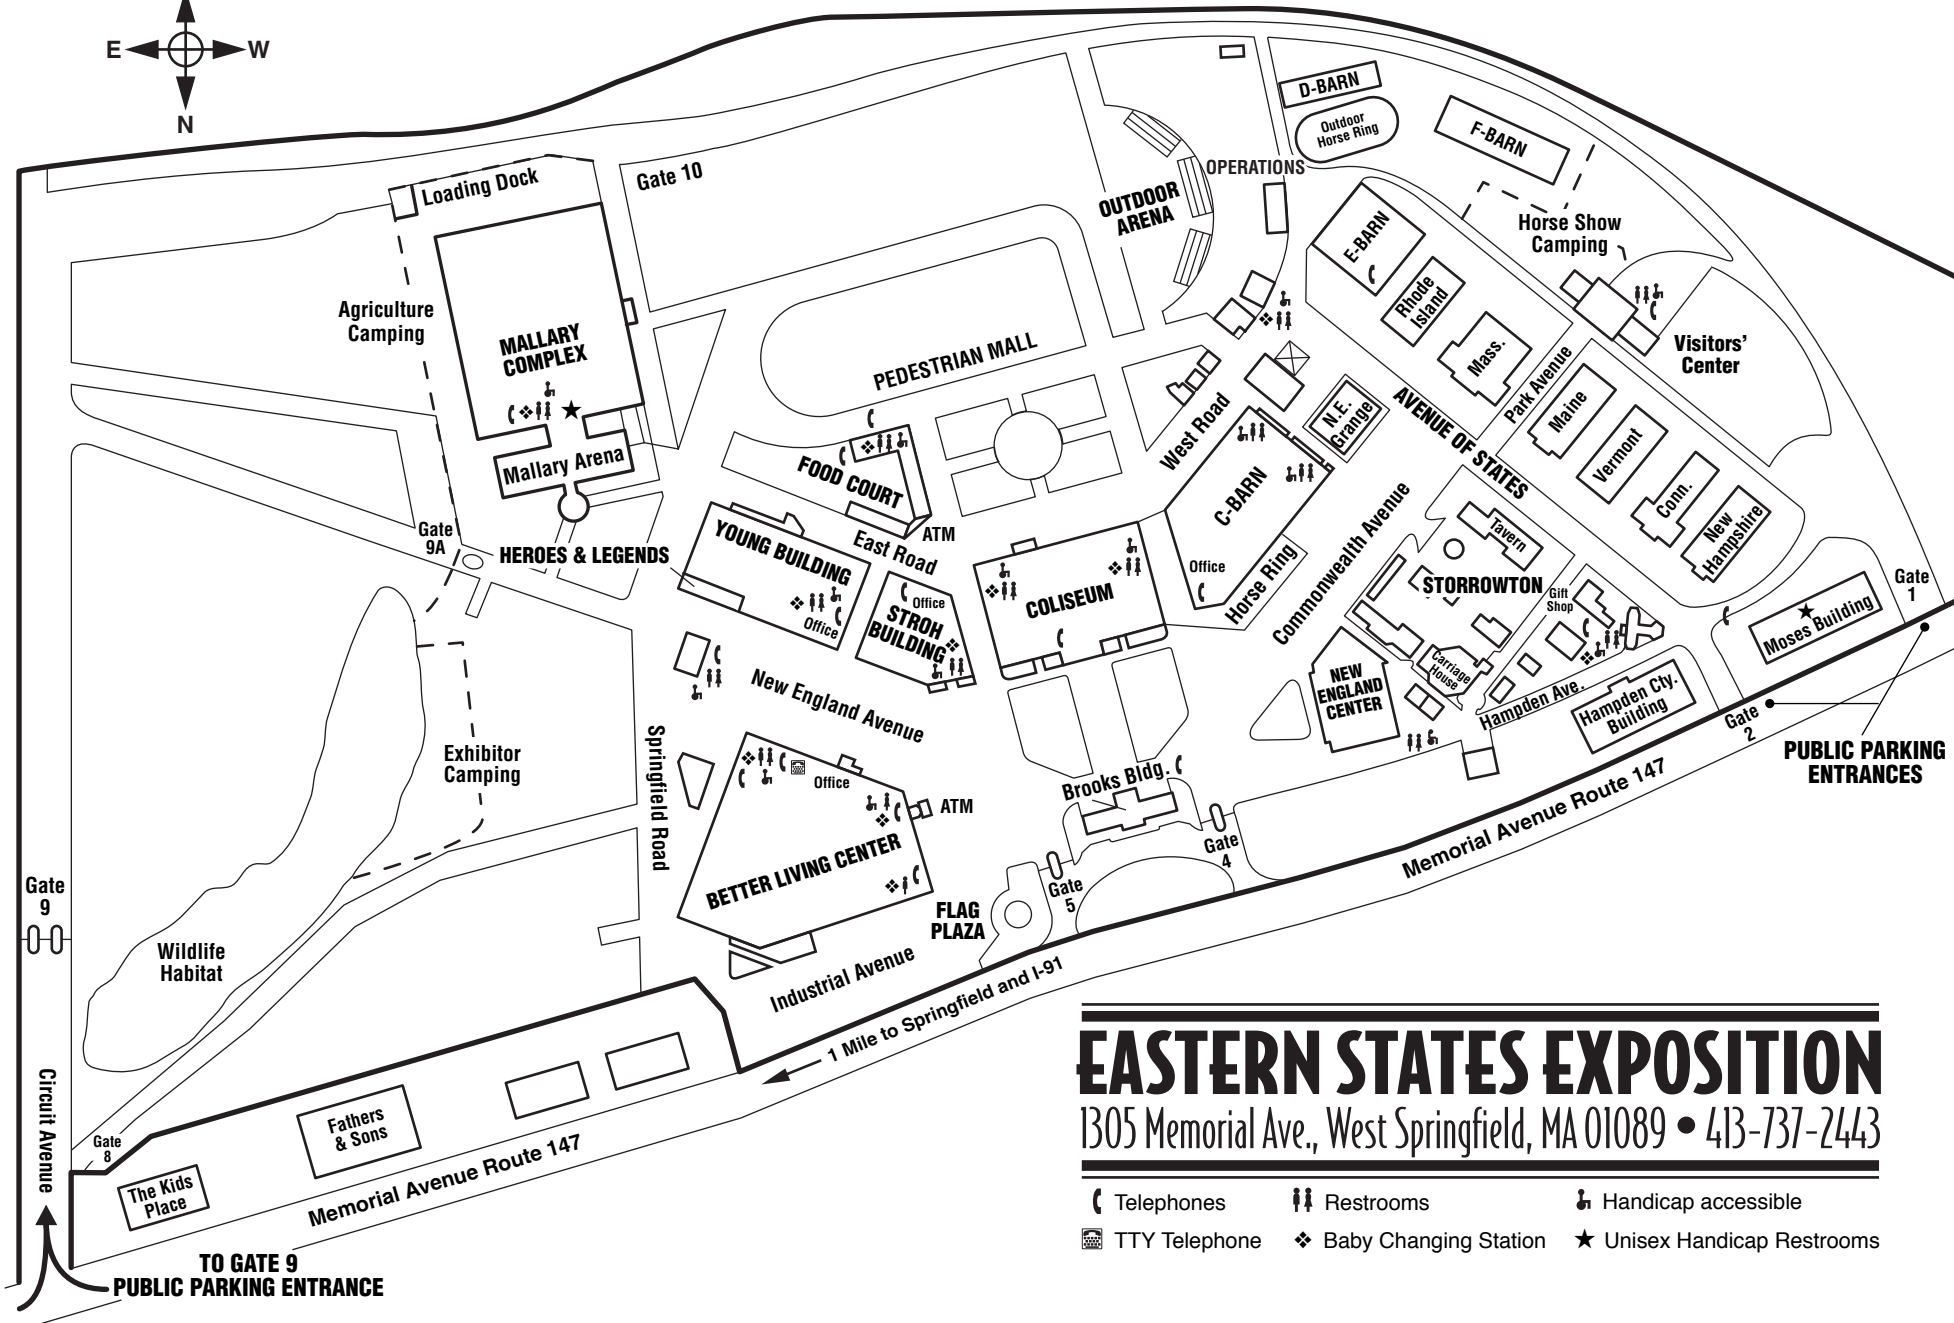 E
W
N
D-BARN
Outdoor
Horse Ring
F-BARN
OPERATIONS
Loading Dock
Gate 10
OUTDOOR
ARENA
E-BARN
Horse Show
Camping
Rhode
Island
Agriculture
Camping
MALLARY
COMPLEX
PEDESTRIAN MALL
Mass.
Visitors'
Center
Park Avenue
N.E.
Grange
AVENUE OF STATES
Maine
West Road
Vermont
Mallary Arena
FOOD COURT
C-BARN
Conn.
New
Hampshire
Gate
9A
HEROES & LEGENDS
YOUNG BUILDING
Office
ATM
East Road
Commonwealth Avenue
Tavern
STORROWTON
Gift
Shop
Office
Horse Ring
COLISEUM
Office
STROH
BUILDING
Gate
1
Moses Building
Carriage
House
NEW
ENGLAND
CENTER
New England Avenue
Hampden Ave.
Hampden Cty.
Building
Gate
2
PUBLIC PARKING
ENTRANCES
Springfield Road
Exhibitor
Camping
Office
ATM
Brooks Bldg.
BETTER LIVING CENTER
Gate
4
Gate
5
Memorial Avenue Route 147
Gate
9
FLAG
PLAZA
Wildlife
Habitat
Industrial Avenue
1 Mile to Springfield and I-91
Circuit Avenue
Gate
8
Fathers
& Sons
The Kids
Place
Memorial Avenue Route 147
TO GATE 9
PUBLIC PARKING ENTRANCE
EASTERN STATES EXPOSITION
1305 Memorial Ave., West Springfield, MA 01089 • 413-737-2443
Telephones
Restrooms
Handicap accessible
TTY Telephone
Baby Changing Station
Unisex Handicap Restrooms